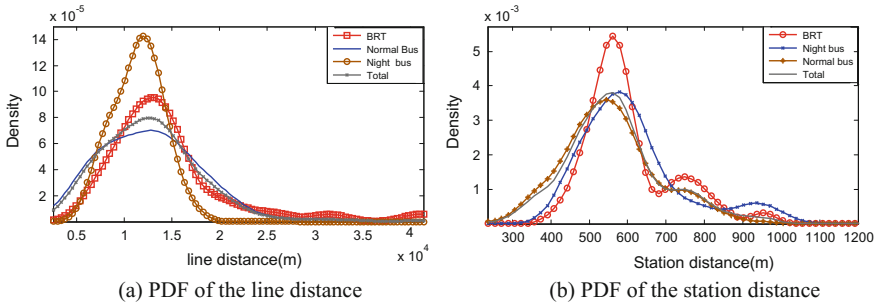 × 10⁻⁵
14
12
10
8
6
4
2
Density
BRT
Normal Bus
Night bus
Total
0.5
1
1.5
2
2.5
3
3.5
4
× 10⁴
line distance(m)
(a) PDF of the line distance
× 10⁻³
5
4
3
2
1
0
Density
BRT
Night bus
Normal bus
Total
300
400
500
600
700
800
900
1000
1100
1200
Station distance(m)
(b) PDF of the station distance